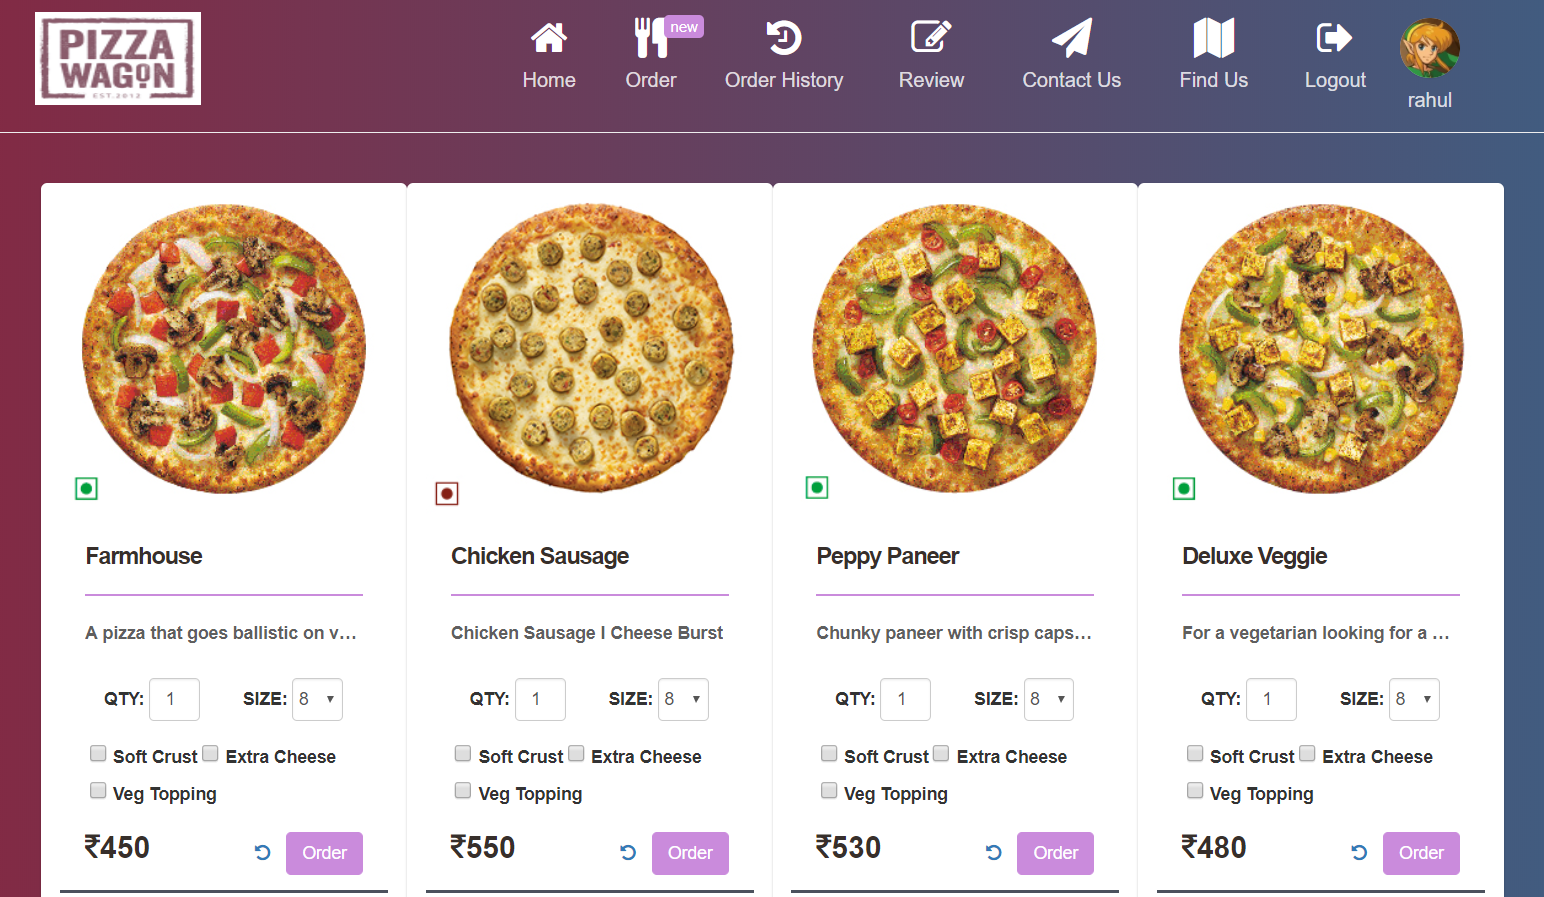 PIZZA
WAGON
EST.2012
Home
Order
new
Order History
Review
Contact Us
Find Us
Logout
rahul
Farmhouse
A pizza that goes ballistic on v...
QTY: 1 SIZE: 8
Soft Crust Extra Cheese
Veg Topping
₹450 Order
Chicken Sausage
Chicken Sausage I Cheese Burst
QTY: 1 SIZE: 8
Soft Crust Extra Cheese
Veg Topping
₹550 Order
Peppy Paneer
Chunky paneer with crisp caps...
QTY: 1 SIZE: 8
Soft Crust Extra Cheese
Veg Topping
₹530 Order
Deluxe Veggie
For a vegetarian looking for a ...
QTY: 1 SIZE: 8
Soft Crust Extra Cheese
Veg Topping
₹480 Order